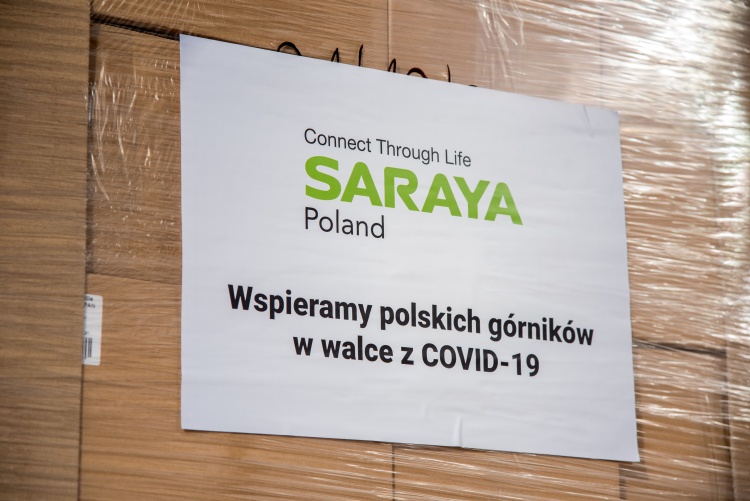 Connect Through Life
SARAYA
Poland
Wspieramy polskich górników
w walce z COVID-19